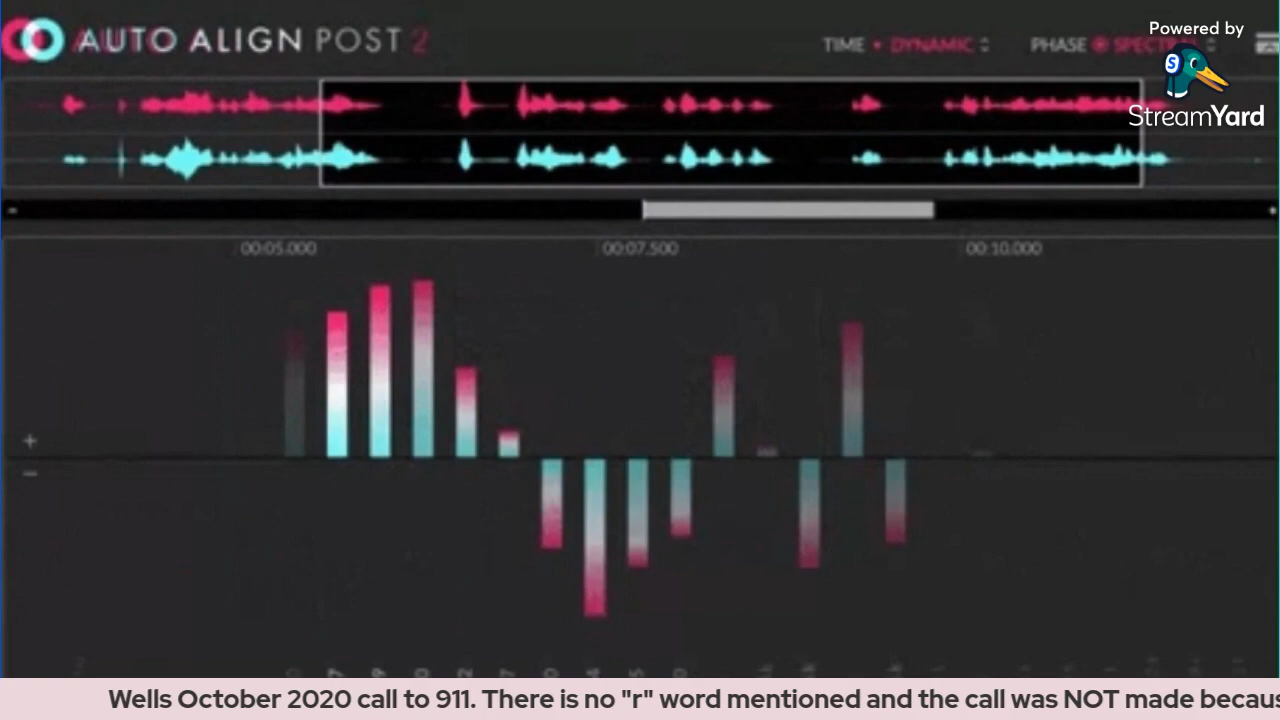 AUTO ALIGN POST 2
TIME DYNAMIC
PHASE
Powered by
StreamYard
00:05.000 00:07.500 00:10.000
Wells October 2020 call to 911. There is no "r" word mentioned and the call was NOT made